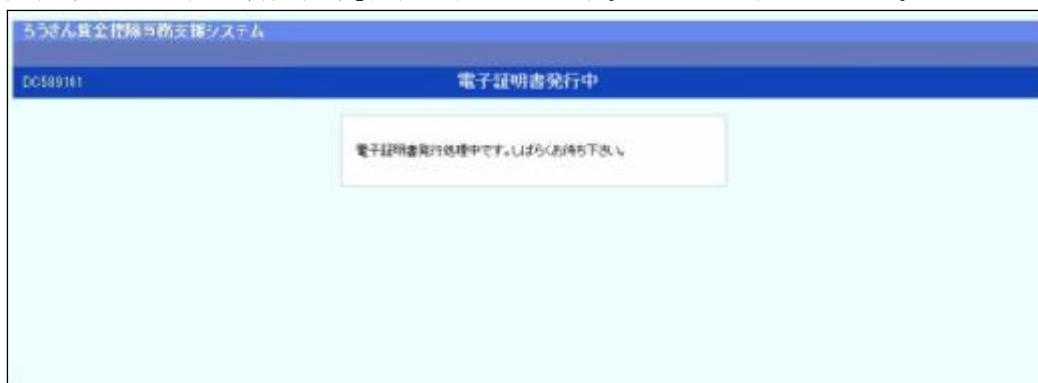 ろうきん賃金控除事務支援システム
DC589181
電子証明書発行中
電子証明書発行処理中です。しばらくお待ち下さい。